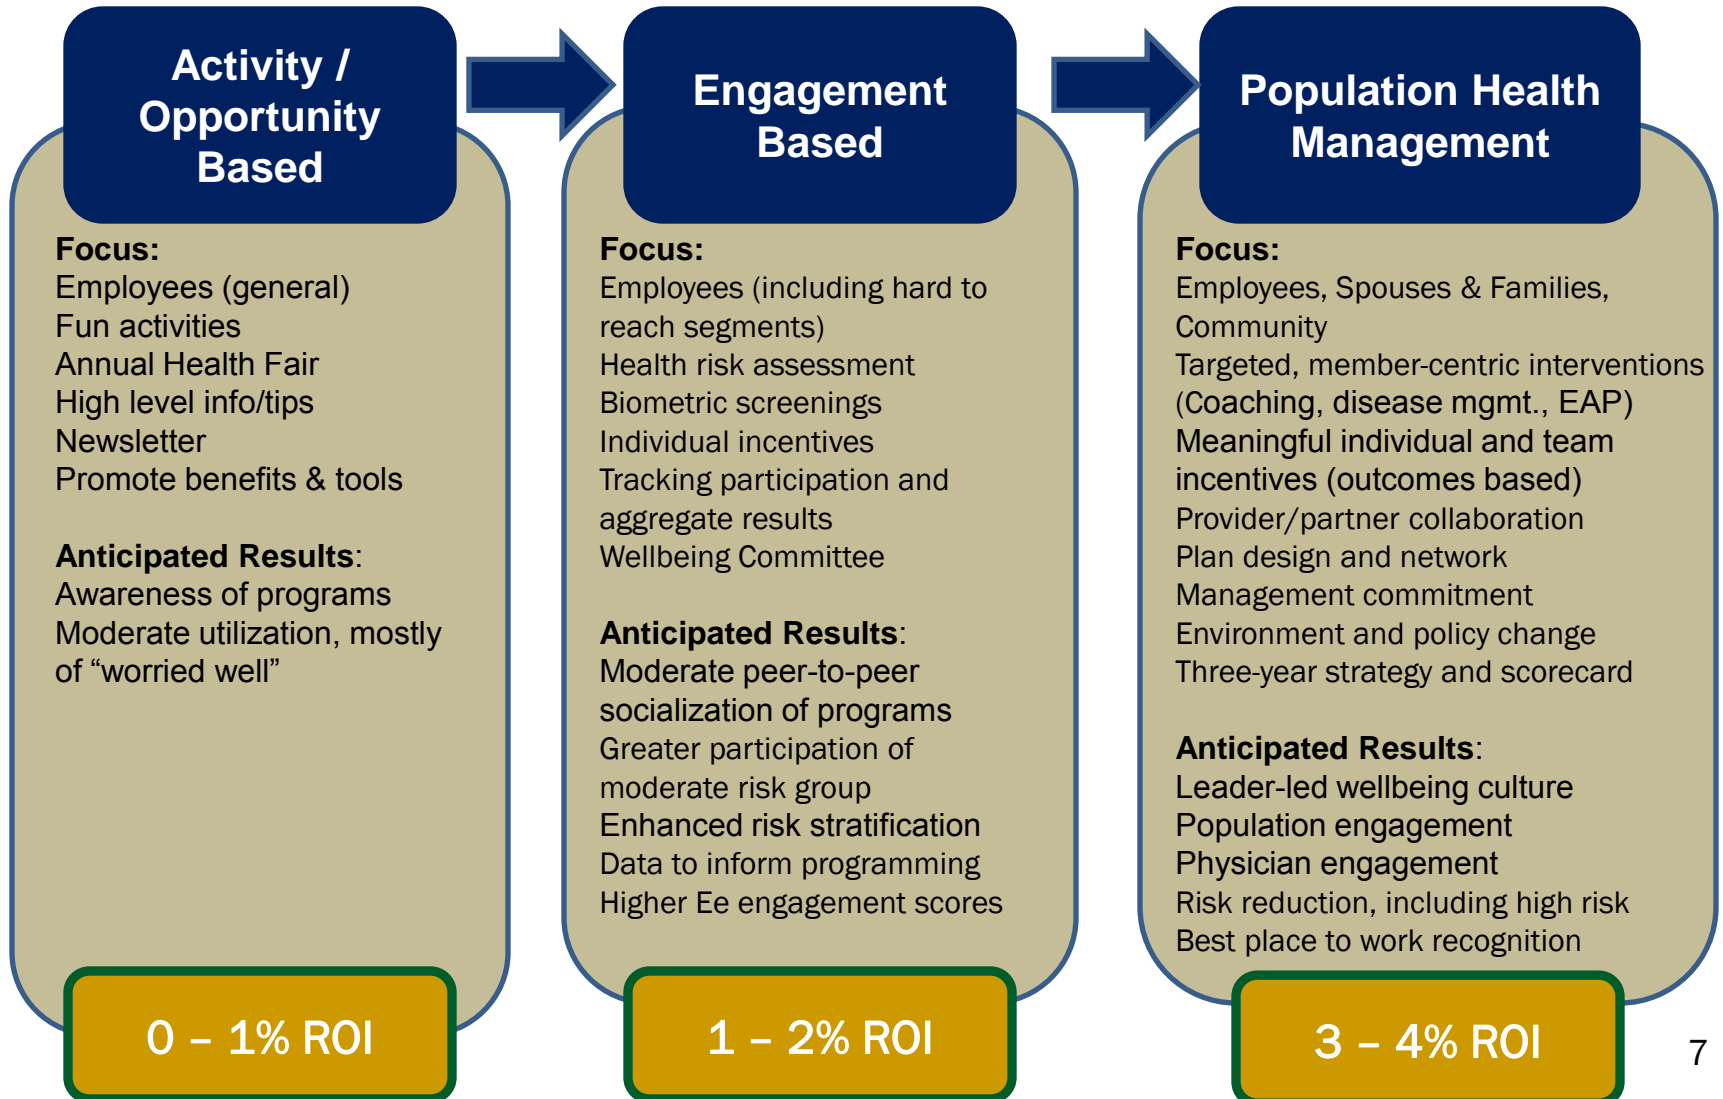 Activity /
Opportunity
Based
Focus:
Employees (general)
Fun activities
Annual Health Fair
High level info/tips
Newsletter
Promote benefits & tools
Anticipated Results:
Awareness of programs
Moderate utilization, mostly
of “worried well”
0 – 1% ROI
Engagement
Based
Focus:
Employees (including hard to
reach segments)
Health risk assessment
Biometric screenings
Individual incentives
Tracking participation and
aggregate results
Wellbeing Committee
Anticipated Results:
Moderate peer-to-peer
socialization of programs
Greater participation of
moderate risk group
Enhanced risk stratification
Data to inform programming
Higher Ee engagement scores
1 – 2% ROI
Population Health
Management
Focus:
Employees, Spouses & Families,
Community
Targeted, member-centric interventions
(Coaching, disease mgmt., EAP)
Meaningful individual and team
incentives (outcomes based)
Provider/partner collaboration
Plan design and network
Management commitment
Environment and policy change
Three-year strategy and scorecard
Anticipated Results:
Leader-led wellbeing culture
Population engagement
Physician engagement
Risk reduction, including high risk
Best place to work recognition
3 – 4% ROI
7